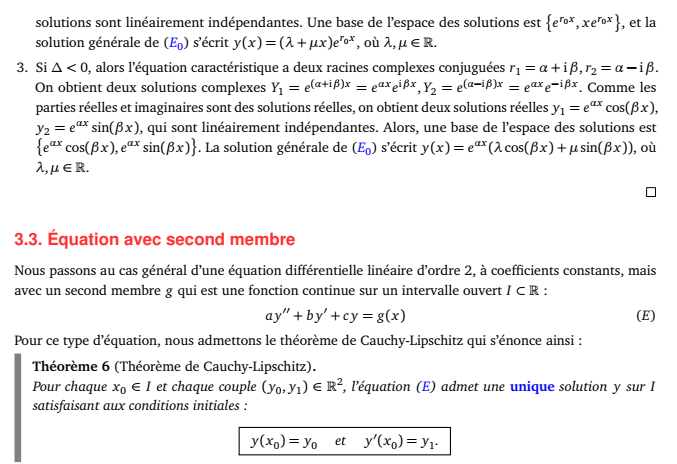 solutions sont linéairement indépendantes. Une base de l'espace des solutions est {e^{r₀x}, xe^{r₀x}}, et la
solution générale de (E₀) s'écrit y(x) = (λ + μx)e^{r₀x}, où λ, μ ∈ ℝ.
3. Si Δ < 0, alors l'équation caractéristique a deux racines complexes conjuguées r₁ = α + iβ, r₂ = α − iβ.
On obtient deux solutions complexes Y₁ = e^{(α+iβ)x} = e^{αx}e^{iβx}, Y₂ = e^{(α−iβ)x} = e^{αx}e^{−iβx}. Comme les
parties réelles et imaginaires sont des solutions réelles, on obtient deux solutions réelles y₁ = e^{αx} cos(βx),
y₂ = e^{αx} sin(βx), qui sont linéairement indépendantes. Alors, une base de l'espace des solutions est
{e^{αx} cos(βx), e^{αx} sin(βx)}. La solution générale de (E₀) s'écrit y(x) = e^{αx}(λ cos(βx) + μ sin(βx)), où
λ, μ ∈ ℝ.
□
3.3. Équation avec second membre
Nous passons au cas général d'une équation différentielle linéaire d'ordre 2, à coefficients constants, mais
avec un second membre g qui est une fonction continue sur un intervalle ouvert I ⊂ ℝ :
ay″ + by′ + cy = g(x) (E)
Pour ce type d'équation, nous admettons le théorème de Cauchy-Lipschitz qui s'énonce ainsi :
Théorème 6 (Théorème de Cauchy-Lipschitz).
Pour chaque x₀ ∈ I et chaque couple (y₀, y₁) ∈ ℝ², l'équation (E) admet une unique solution y sur I
satisfaisant aux conditions initiales :
y(x₀) = y₀ et y′(x₀) = y₁.